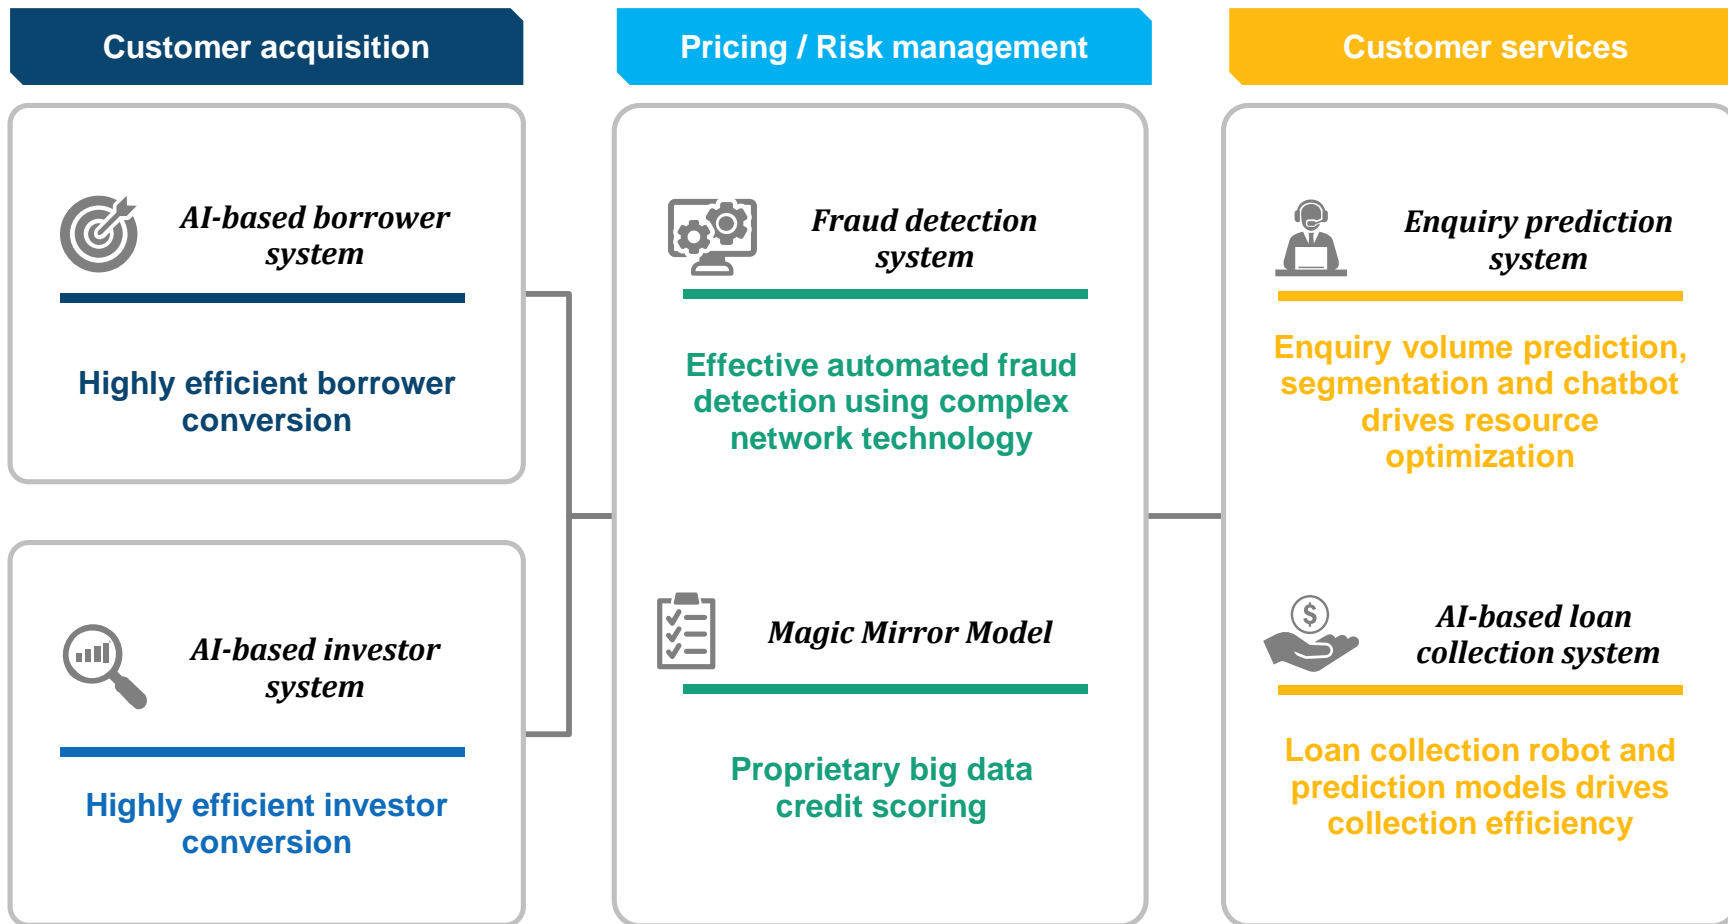 Customer acquisition
Pricing / Risk management
Customer services
AI-based borrower
system
Highly efficient borrower
conversion
AI-based investor
system
Highly efficient investor
conversion
Fraud detection
system
Effective automated fraud
detection using complex
network technology
Magic Mirror Model
Proprietary big data
credit scoring
Enquiry prediction
system
Enquiry volume prediction,
segmentation and chatbot
drives resource
optimization
$
AI-based loan
collection system
Loan collection robot and
prediction models drives
collection efficiency